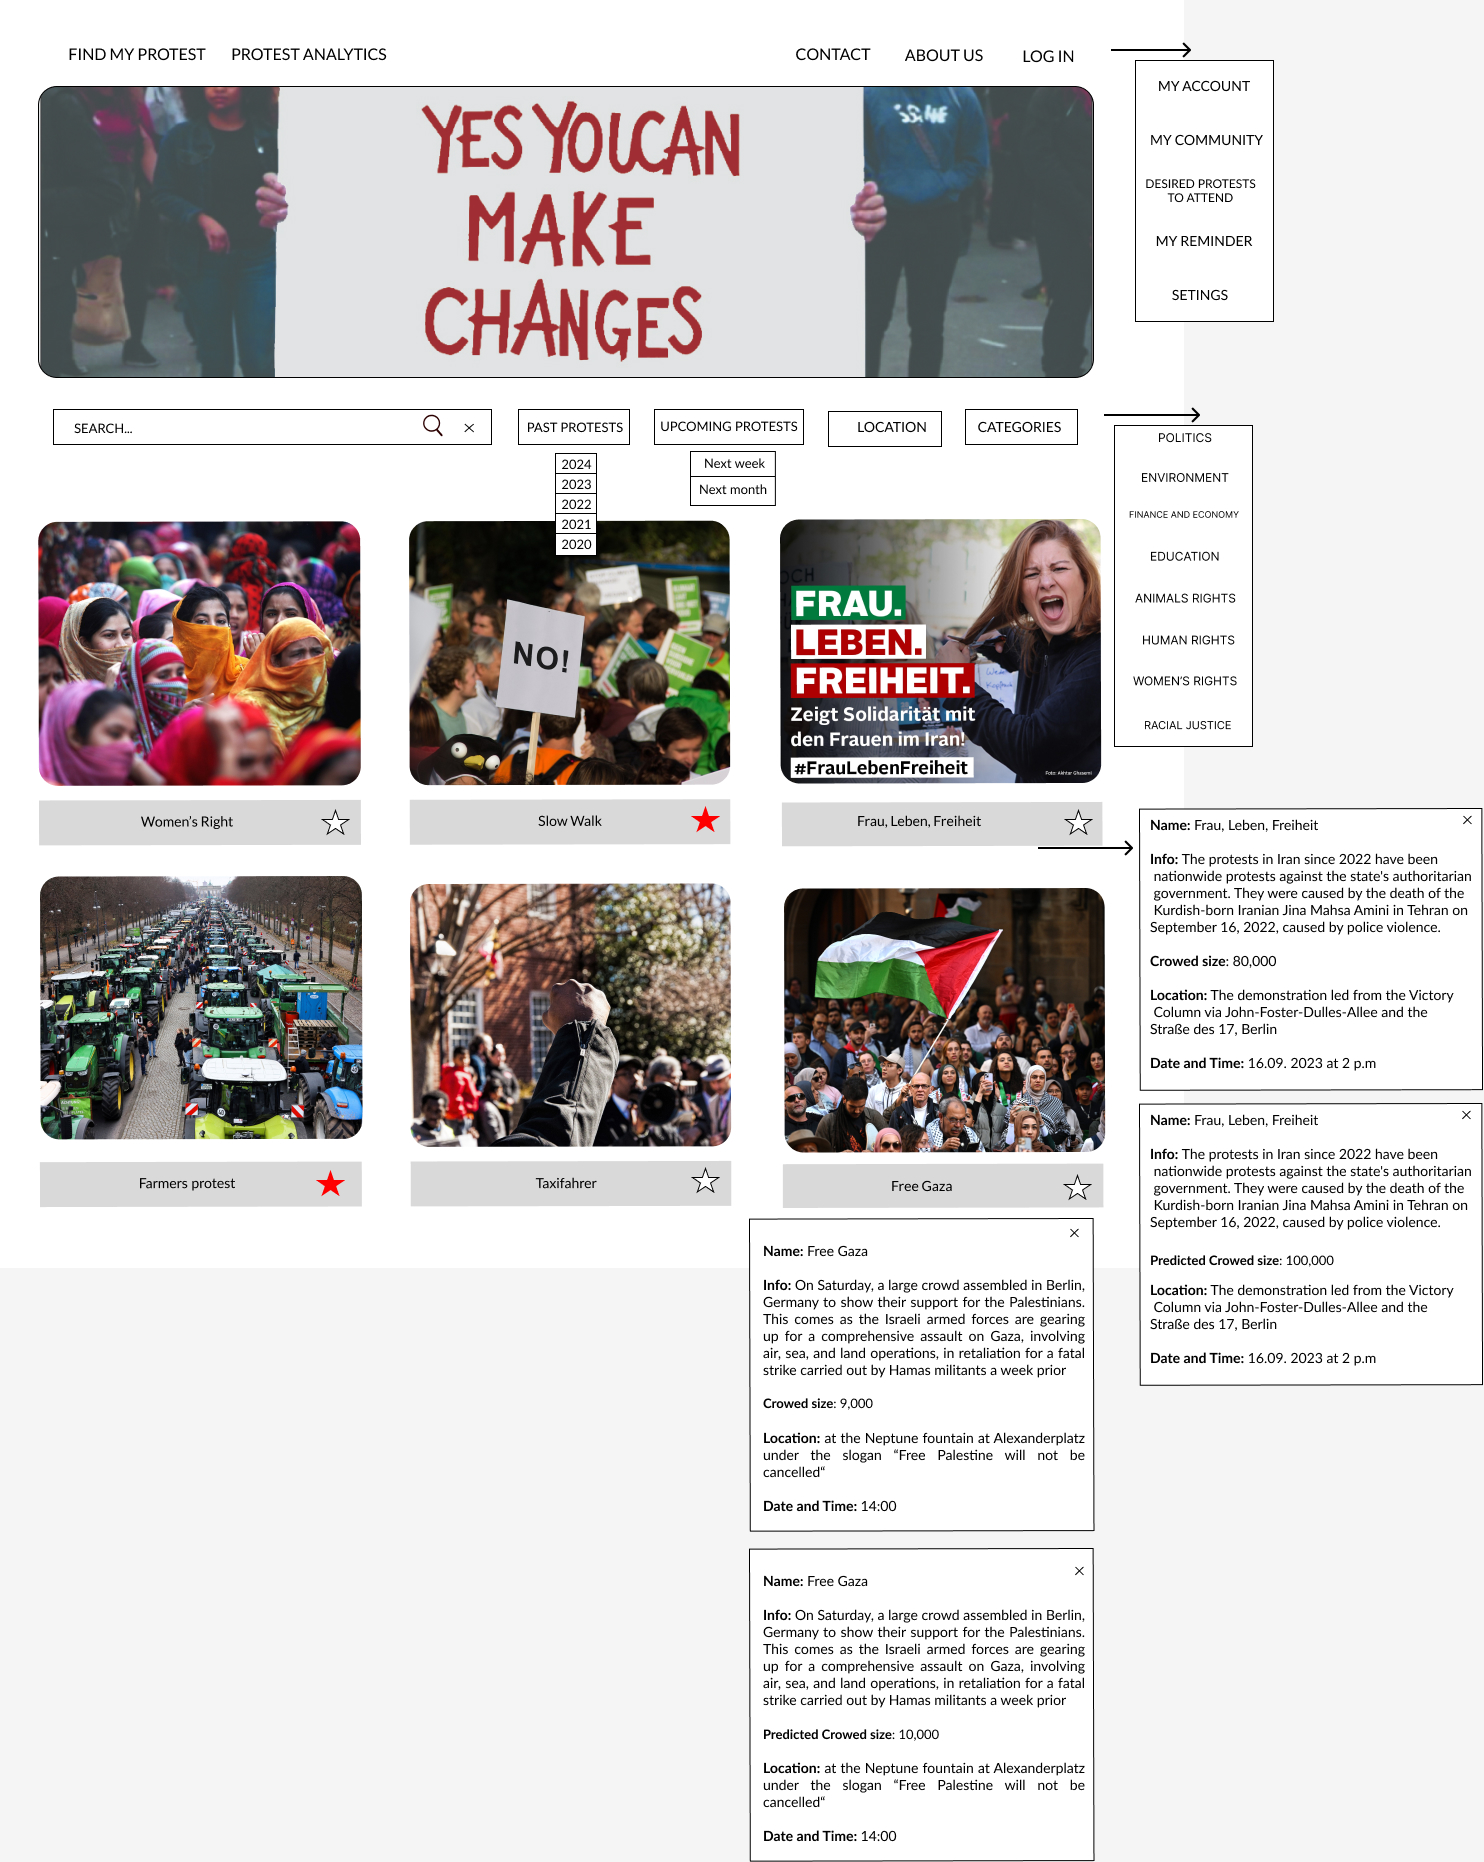 FIND MY PROTEST
PROTEST ANALYTICS
CONTACT
ABOUT US
LOG IN
MY ACCOUNT
MY COMMUNITY
DESIRED PROTESTS
TO ATTEND
MY REMINDER
SETINGS
YES YOU CAN
MAKE
CHANGES
SEARCH...
×
PAST PROTESTS
UPCOMING PROTESTS
LOCATION
CATEGORIES
2024
2023
2022
2021
2020
Next week
Next month
POLITICS
ENVIRONMENT
FINANCE AND ECONOMY
EDUCATION
ANIMALS RIGHTS
HUMAN RIGHTS
WOMEN'S RIGHTS
RACIAL JUSTICE
NO!
FRAU.
LEBEN.
FREIHEIT.
Zeigt Solidarität mit
den Frauen im Iran!
#FrauLebenFreiheit
Foto: Akhtar Ghasemi
Women's Right
Slow Walk
Frau, Leben, Freiheit
Farmers protest
Taxifahrer
Free Gaza
×
Name: Frau, Leben, Freiheit
Info: The protests in Iran since 2022 have been
nationwide protests against the state's authoritarian
government. They were caused by the death of the
Kurdish-born Iranian Jina Mahsa Amini in Tehran on
September 16, 2022, caused by police violence.
Crowed size: 80,000
Location: The demonstration led from the Victory
Column via John-Foster-Dulles-Allee and the
Straße des 17, Berlin
Date and Time: 16.09. 2023 at 2 p.m
×
Name: Frau, Leben, Freiheit
Info: The protests in Iran since 2022 have been
nationwide protests against the state's authoritarian
government. They were caused by the death of the
Kurdish-born Iranian Jina Mahsa Amini in Tehran on
September 16, 2022, caused by police violence.
Predicted Crowed size: 100,000
Location: The demonstration led from the Victory
Column via John-Foster-Dulles-Allee and the
Straße des 17, Berlin
Date and Time: 16.09. 2023 at 2 p.m
×
Name: Free Gaza
Info: On Saturday, a large crowd assembled in Berlin,
Germany to show their support for the Palestinians.
This comes as the Israeli armed forces are gearing
up for a comprehensive assault on Gaza, involving
air, sea, and land operations, in retaliation for a fatal
strike carried out by Hamas militants a week prior
Crowed size: 9,000
Location: at the Neptune fountain at Alexanderplatz
under the slogan “Free Palestine will not be
cancelled“
Date and Time: 14:00
×
Name: Free Gaza
Info: On Saturday, a large crowd assembled in Berlin,
Germany to show their support for the Palestinians.
This comes as the Israeli armed forces are gearing
up for a comprehensive assault on Gaza, involving
air, sea, and land operations, in retaliation for a fatal
strike carried out by Hamas militants a week prior
Predicted Crowed size: 10,000
Location: at the Neptune fountain at Alexanderplatz
under the slogan “Free Palestine will not be
cancelled“
Date and Time: 14:00